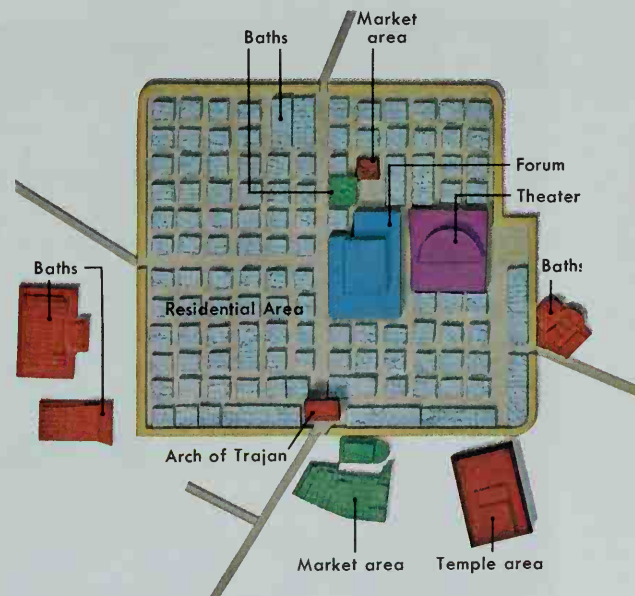 Market
area
Baths
Forum
Theater
Baths
Baths
Residential Area
Arch of Trajan
Market area
Temple area